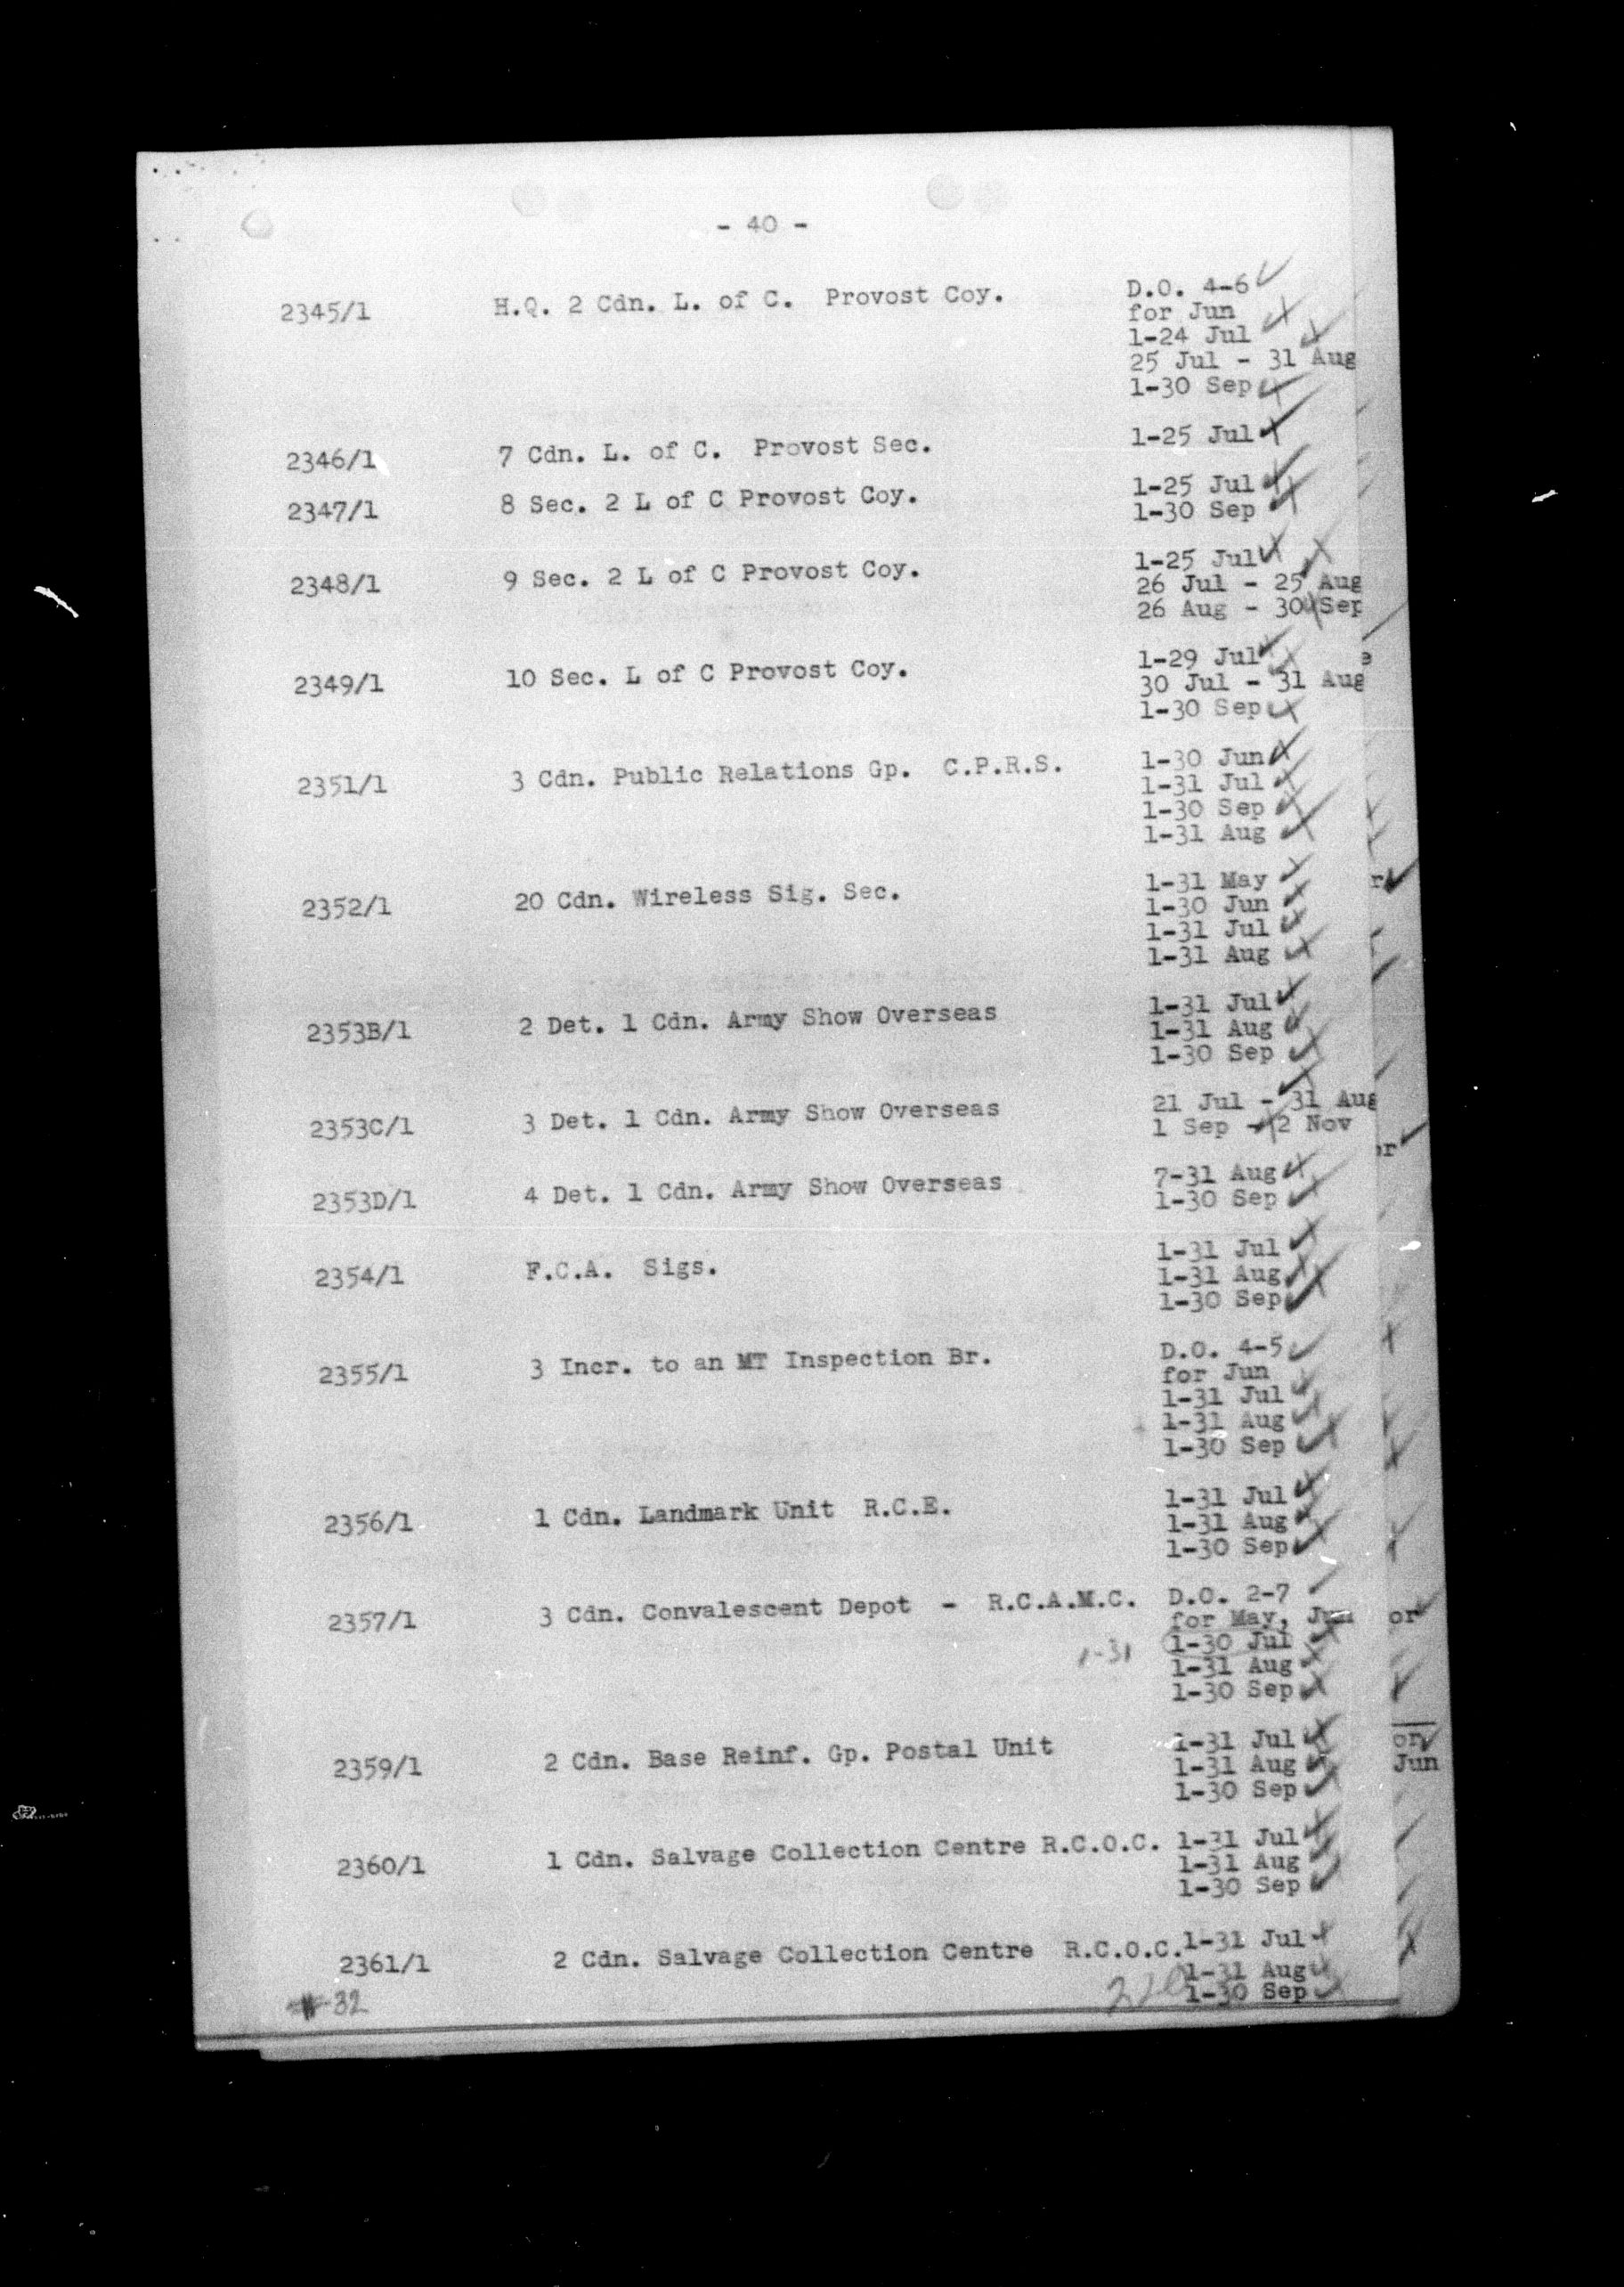 - 40 -
2345/1 H.Q. 2 Cdn. L. of C. Provost Coy. D.O. 4-6
for Jun
1-24 Jul
25 Jul - 31 Aug
1-30 Sep
2346/1 7 Cdn. L. of C. Provost Sec. 1-25 Jul
2347/1 8 Sec. 2 L of C Provost Coy. 1-25 Jul
1-30 Sep
2348/1 9 Sec. 2 L of C Provost Coy. 1-25 Jul
26 Jul - 25 Aug
26 Aug - 30 Sep
2349/1 10 Sec. L of C Provost Coy. 1-29 Jul
30 Jul - 31 Aug
1-30 Sep
2351/1 3 Cdn. Public Relations Gp. C.P.R.S. 1-30 Jun
1-31 Jul
1-30 Sep
1-31 Aug
2352/1 20 Cdn. Wireless Sig. Sec. 1-31 May
1-30 Jun
1-31 Jul
1-31 Aug
2353B/1 2 Det. 1 Cdn. Army Show Overseas 1-31 Jul
1-31 Aug
1-30 Sep
2353C/1 3 Det. 1 Cdn. Army Show Overseas 21 Jul - 31 Aug
1 Sep - 2 Nov
2353D/1 4 Det. 1 Cdn. Army Show Overseas 7-31 Aug
1-30 Sep
2354/1 F.C.A. Sigs. 1-31 Jul
1-31 Aug
1-30 Sep
2355/1 3 Incr. to an MT Inspection Br. D.O. 4-5
for Jun
1-31 Jul
1-31 Aug
1-30 Sep
2356/1 1 Cdn. Landmark Unit R.C.E. 1-31 Jul
1-31 Aug
1-30 Sep
2357/1 3 Cdn. Convalescent Depot - R.C.A.M.C. D.O. 2-7
for May, Jun or
1-31 1-30 Jul
1-31 Aug
1-30 Sep
2359/1 2 Cdn. Base Reinf. Gp. Postal Unit 1-31 Jul or
1-31 Aug Jun
1-30 Sep
2360/1 1 Cdn. Salvage Collection Centre R.C.O.C. 1-31 Jul
1-31 Aug
1-30 Sep
2361/1 2 Cdn. Salvage Collection Centre R.C.O.C. 1-31 Jul
1-31 Aug
32 1-30 Sep